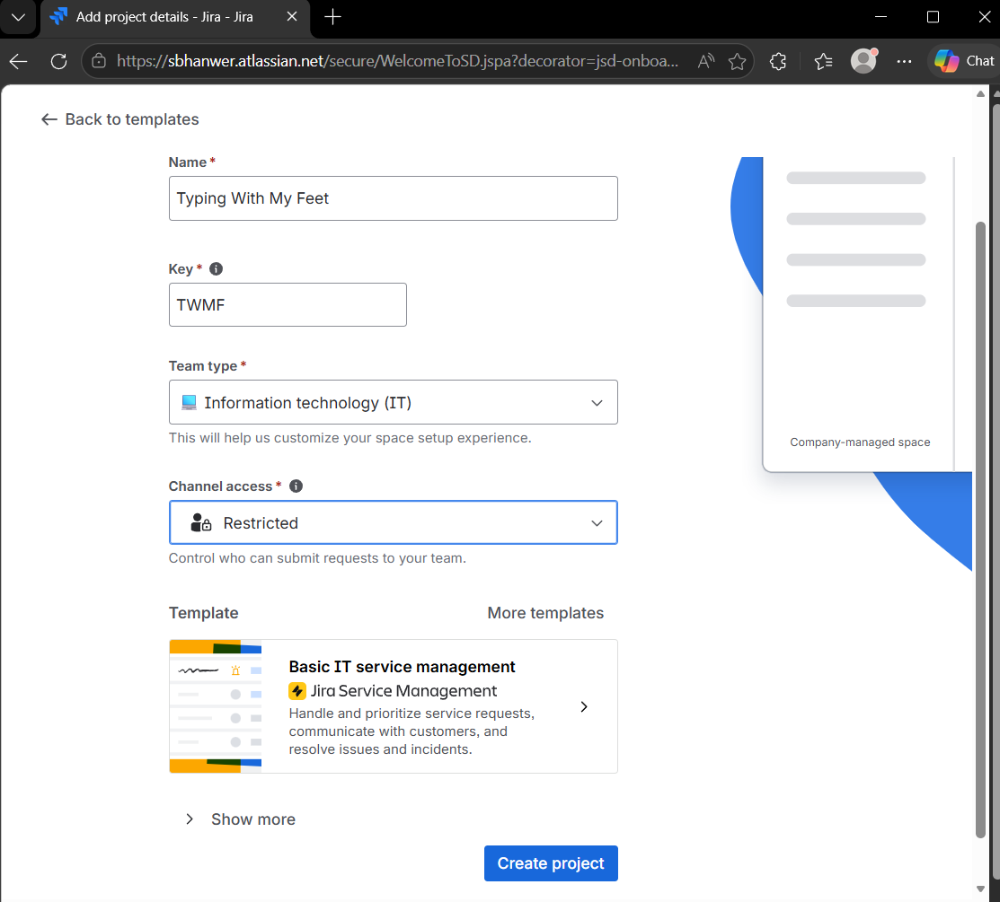 Add project details - Jira - Jira
https://sbhanwer.atlassian.net/secure/WelcomeToSD.jspa?decorator=jsd-onboa...
Chat
Back to templates
Name *
Typing With My Feet
Key *
TWMF
Team type *
Information technology (IT)
This will help us customize your space setup experience.
Channel access *
Restricted
Control who can submit requests to your team.
Company-managed space
Template
More templates
Basic IT service management
Jira Service Management
Handle and prioritize service requests,
communicate with customers, and
resolve issues and incidents.
Show more
Create project